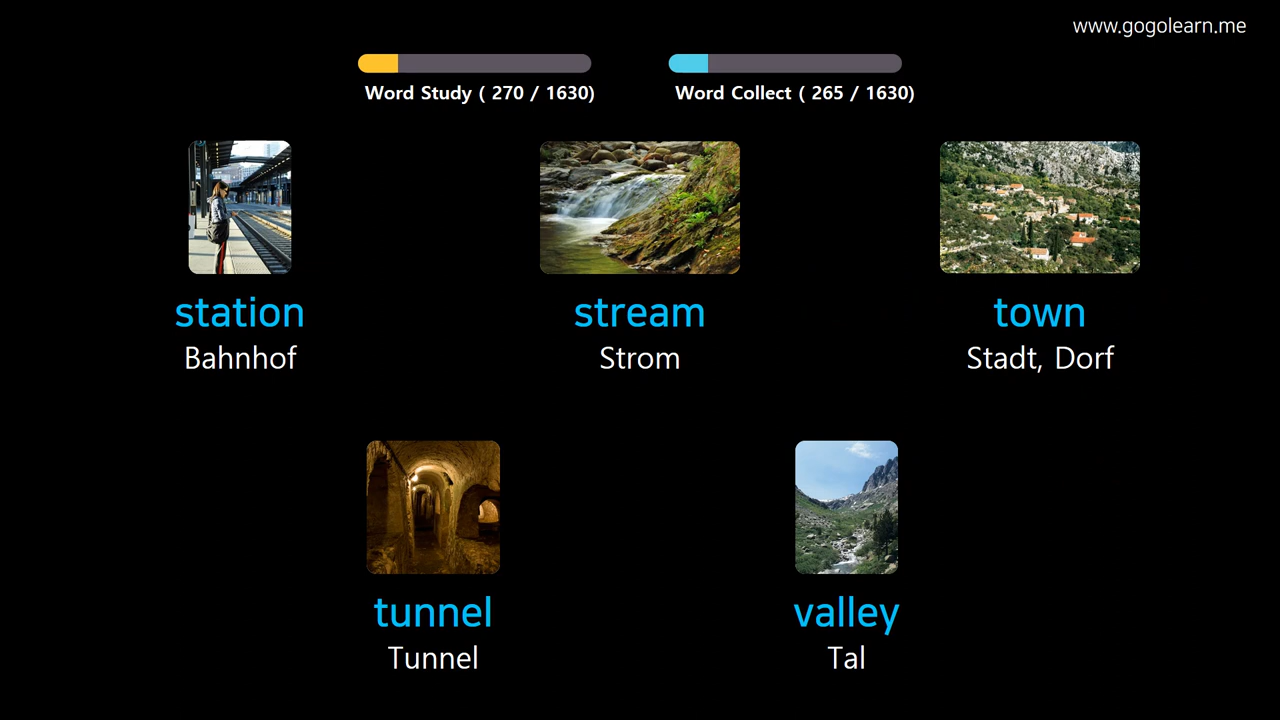 www.gogolearn.me
Word Study ( 270 / 1630)
Word Collect ( 265 / 1630)
station
Bahnhof
stream
Strom
town
Stadt, Dorf
tunnel
Tunnel
valley
Tal